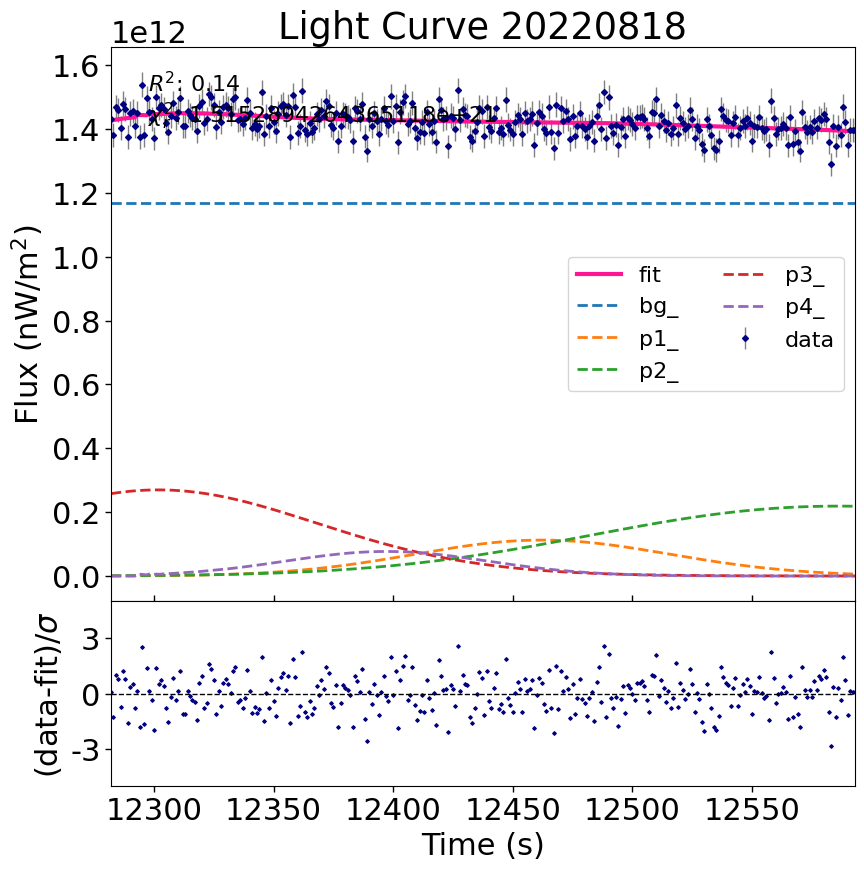 Light Curve 20220818
1e12
1.6
1.4
1.2
1.0
0.8
0.6
0.4
0.2
0.0
Flux (nW/m²)
R²: 0.14
fit
bg_
p1_
p2_
p3_
p4_
data
3
0
-3
(data-fit)/σ
12300 12350 12400 12450 12500 12550
Time (s)